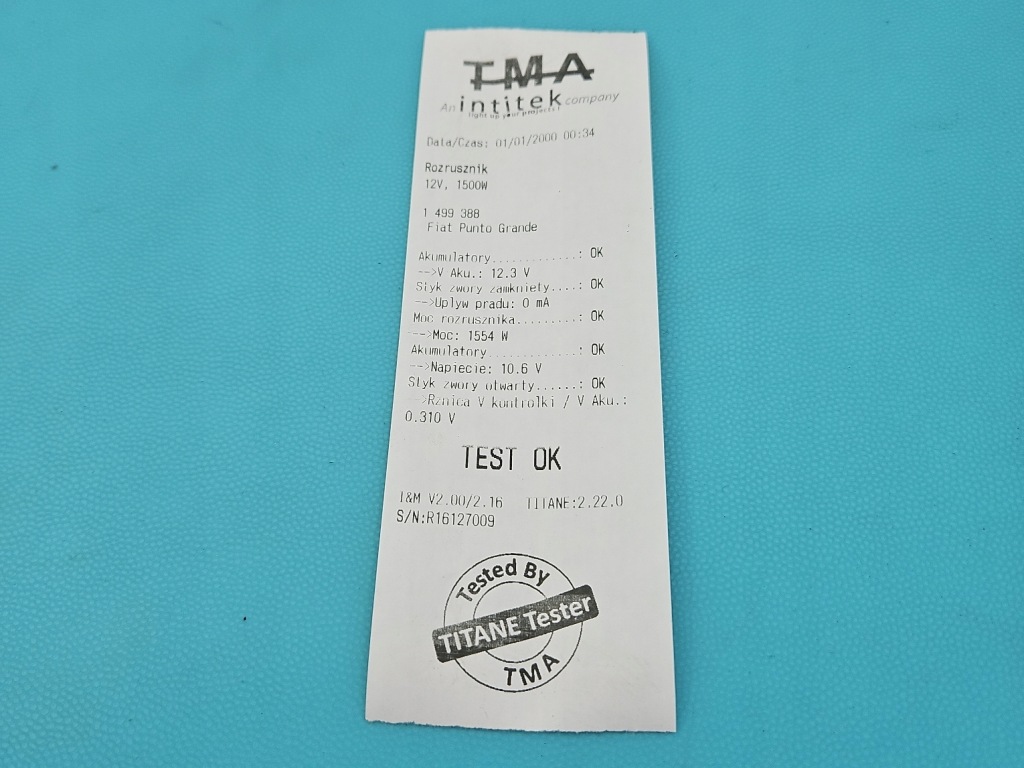 TMA
An intitek company
light up your projects!
Data/Czas: 01/01/2000 00:34
Rozrusznik
12V, 1500W
1 499 388
Fiat Punto Grande
Akumulatory............: OK
-->V Aku.: 12.3 V
Styk zwory zamkniety....: OK
-->Uplyw pradu: 0 mA
Moc rozrusznika.........: OK
-->Moc: 1554 W
Akumulatory.............: OK
-->Napiecie: 10.6 V
Styk zwory otwarty......: OK
-->Rznica V kontrolki / V Aku.:
0.310 V
TEST OK
I&M V2.00/2.16 TITANE:2.22.0
S/N:R16127009
Tested By
TITANE Tester
TMA